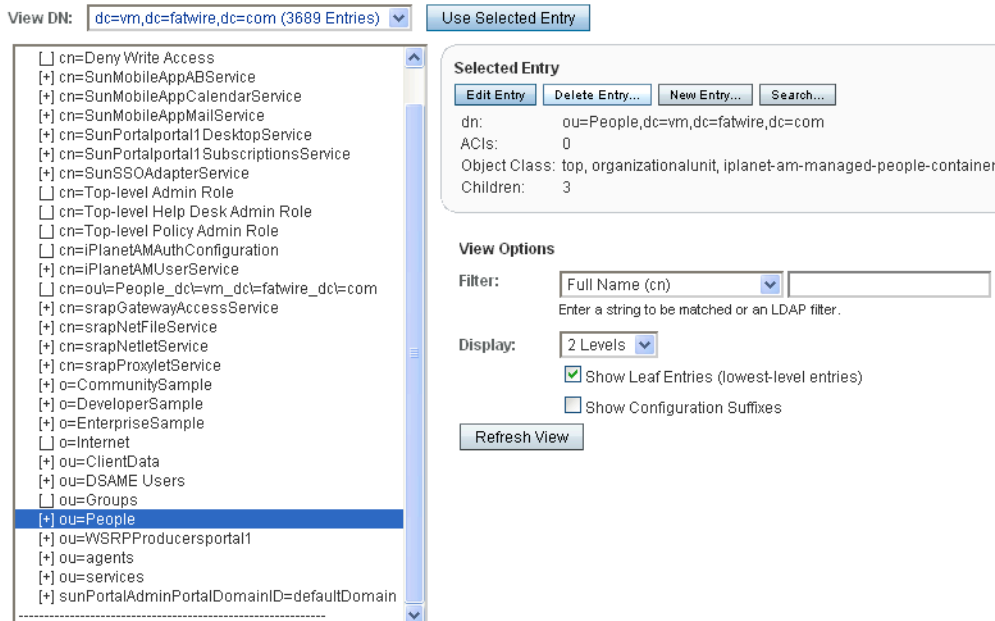 View DN: dc=vm,dc=fatwire,dc=com (3689 Entries) Use Selected Entry
[_] cn=Deny Write Access
[+] cn=SunMobileAppABService
[+] cn=SunMobileAppCalendarService
[+] cn=SunMobileAppMailService
[+] cn=SunPortalportal1DesktopService
[+] cn=SunPortalportal1SubscriptionsService
[+] cn=SunSSOAdapterService
[_] cn=Top-level Admin Role
[_] cn=Top-level Help Desk Admin Role
[_] cn=Top-level Policy Admin Role
[_] cn=iPlanetAMAuthConfiguration
[+] cn=iPlanetAMUserService
[_] cn=ou\=People_dc\=vm_dc\=fatwire_dc\=com
[+] cn=srapGatewayAccessService
[+] cn=srapNetFileService
[+] cn=srapNetletService
[+] cn=srapProxyletService
[+] o=CommunitySample
[+] o=DeveloperSample
[+] o=EnterpriseSample
[_] o=Internet
[+] ou=ClientData
[+] ou=DSAME Users
[_] ou=Groups
[+] ou=People
[+] ou=WSRPProducersportal1
[+] ou=agents
[+] ou=services
[+] sunPortalAdminPortalDomainID=defaultDomain
Selected Entry
Edit Entry Delete Entry... New Entry... Search...
dn: ou=People,dc=vm,dc=fatwire,dc=com
ACIs: 0
Object Class: top, organizationalunit, iplanet-am-managed-people-container
Children: 3
View Options
Filter: Full Name (cn)
Enter a string to be matched or an LDAP filter.
Display: 2 Levels
Show Leaf Entries (lowest-level entries)
Show Configuration Suffixes
Refresh View